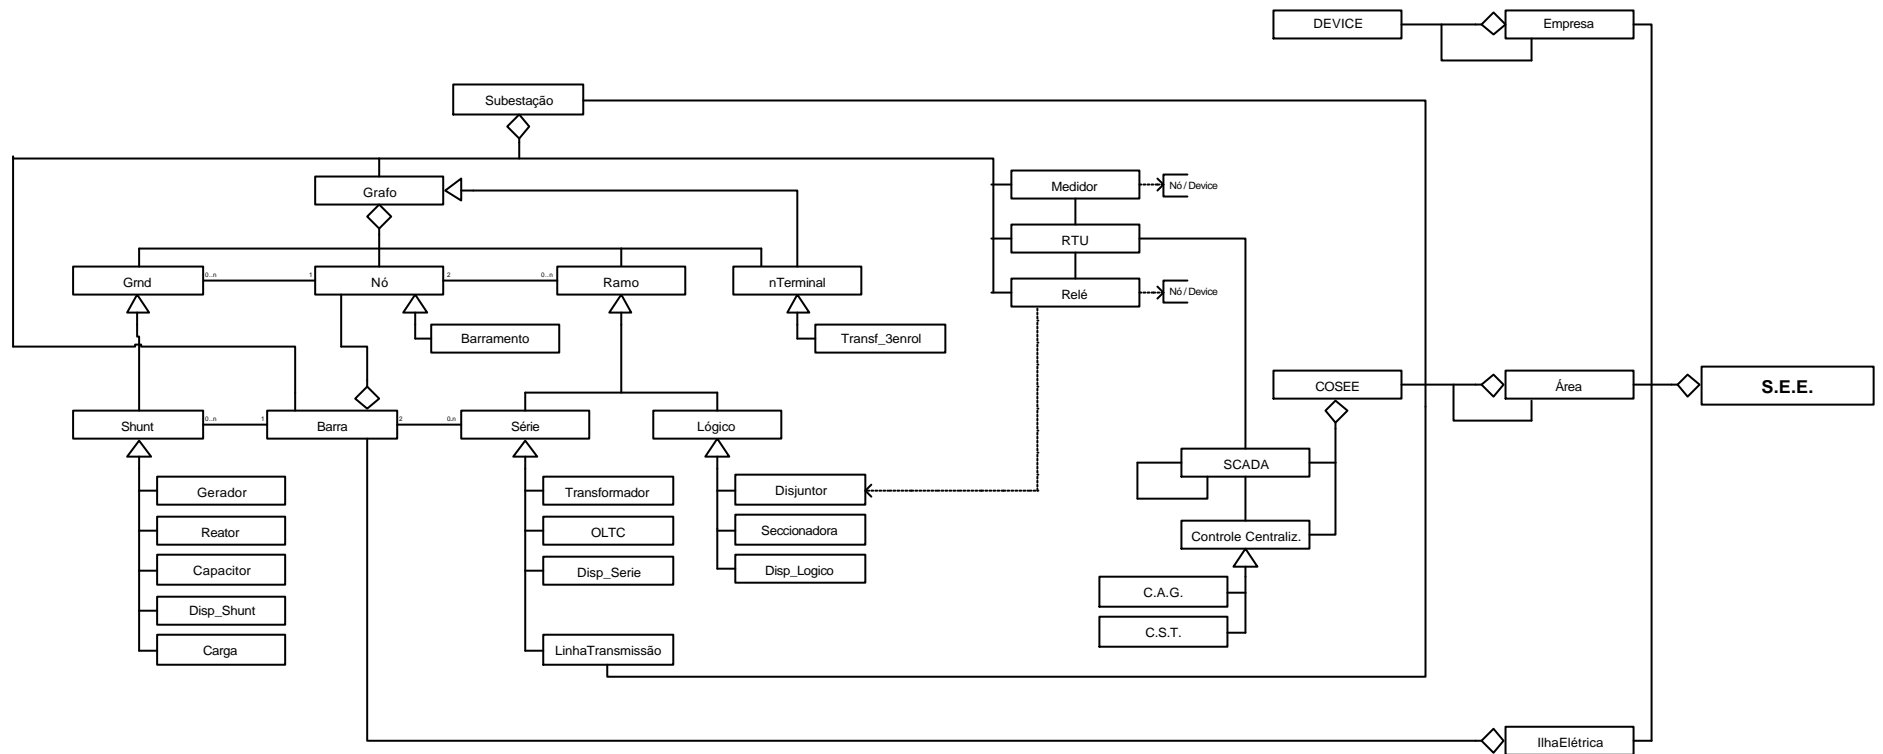 DEVICE
Empresa
Subestação
Grafo
Medidor
Nó / Device
RTU
Grnd
0...n
1
Nó
2
0...n
Ramo
nTerminal
Relé
Nó / Device
Barramento
Transf_3enrol
COSEE
Área
S.E.E.
Shunt
0...n
1
Barra
2
0..n
Série
Lógico
SCADA
Gerador
Transformador
Disjuntor
Reator
OLTC
Seccionadora
Controle Centraliz.
Capacitor
Disp_Serie
Disp_Logico
C.A.G.
Disp_Shunt
C.S.T.
Carga
LinhaTransmissão
IlhaElétrica